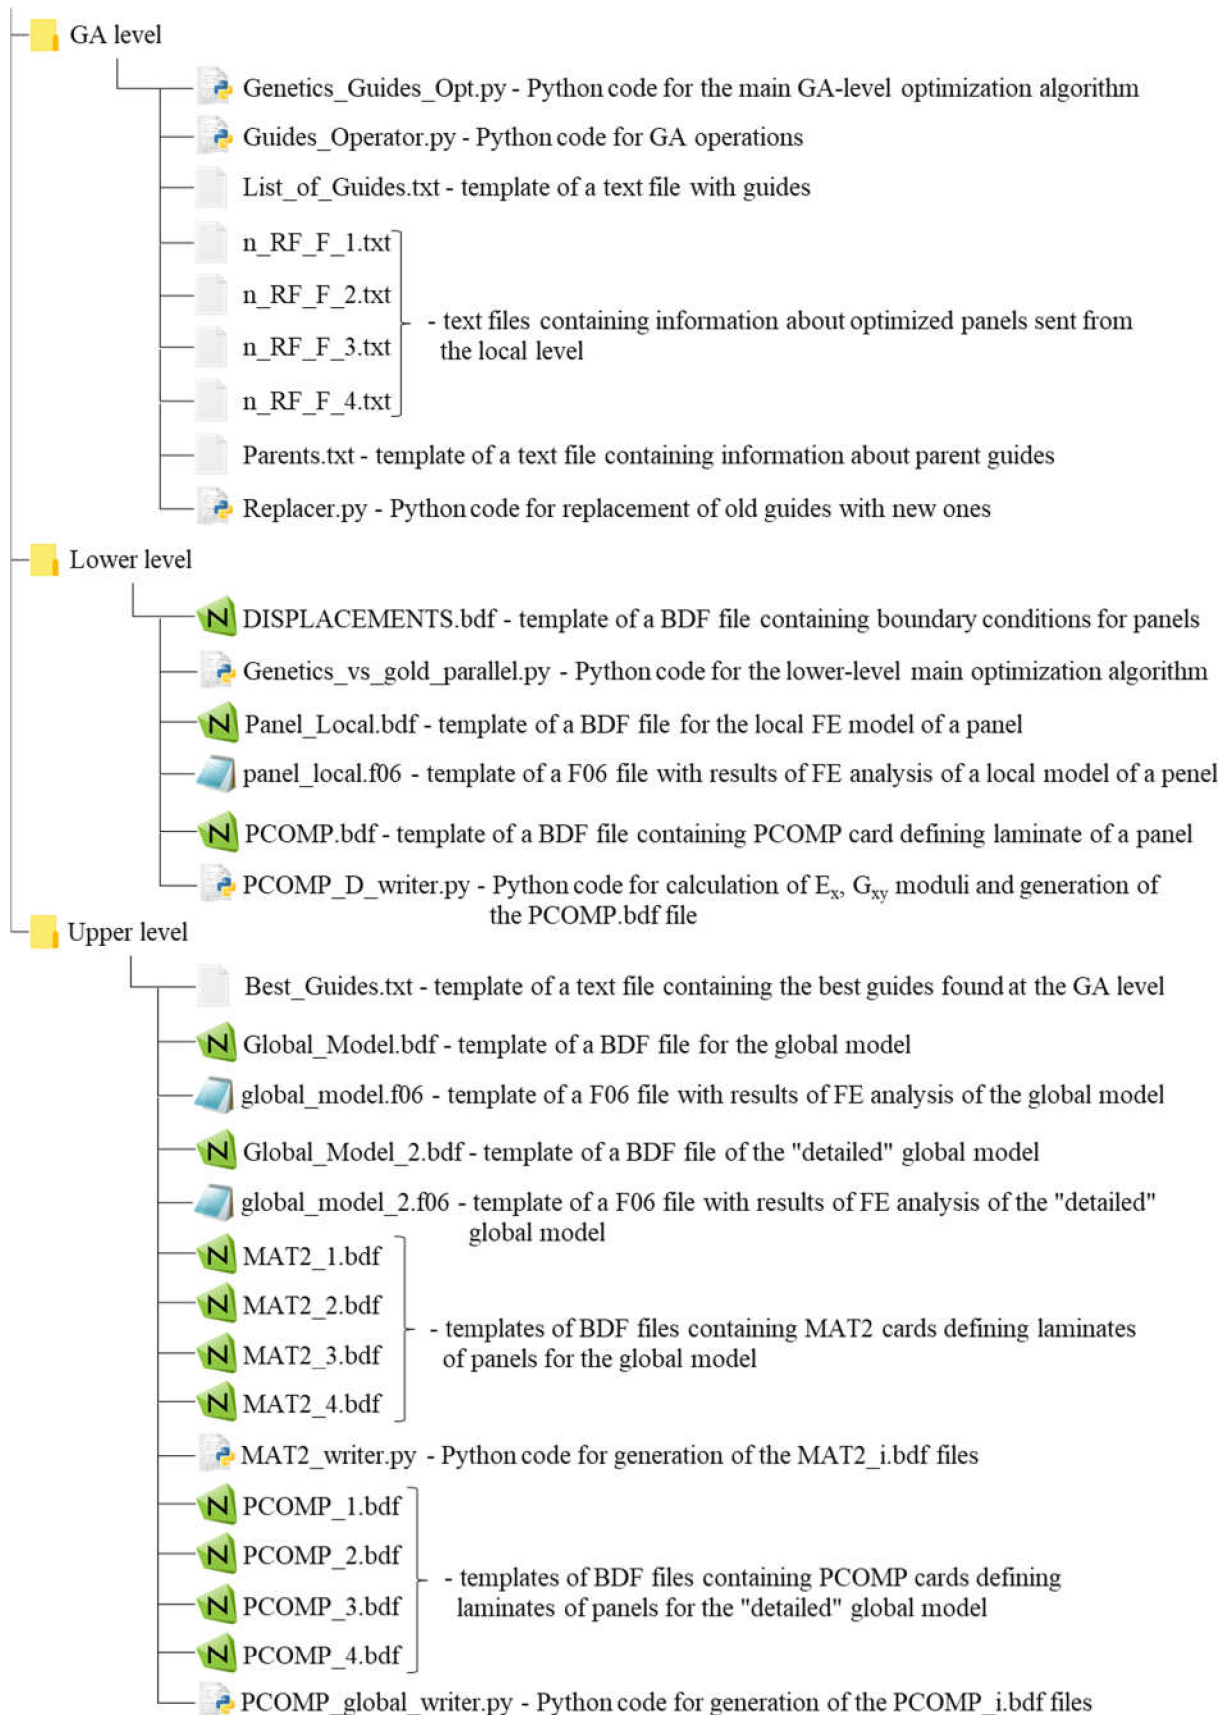 GA level
Genetics_Guides_Opt.py - Python code for the main GA-level optimization algorithm
Guides_Operator.py - Python code for GA operations
List_of_Guides.txt - template of a text file with guides
n_RF_F_1.txt
n_RF_F_2.txt
n_RF_F_3.txt
n_RF_F_4.txt
- text files containing information about optimized panels sent from
the local level
Parents.txt - template of a text file containing information about parent guides
Replacer.py - Python code for replacement of old guides with new ones
Lower level
DISPLACEMENTS.bdf - template of a BDF file containing boundary conditions for panels
Genetics_vs_gold_parallel.py - Python code for the lower-level main optimization algorithm
Panel_Local.bdf - template of a BDF file for the local FE model of a panel
panel_local.f06 - template of a F06 file with results of FE analysis of a local model of a penel
PCOMP.bdf - template of a BDF file containing PCOMP card defining laminate of a panel
PCOMP_D_writer.py - Python code for calculation of Ex, Gxy moduli and generation of
the PCOMP.bdf file
Upper level
Best_Guides.txt - template of a text file containing the best guides found at the GA level
Global_Model.bdf - template of a BDF file for the global model
global_model.f06 - template of a F06 file with results of FE analysis of the global model
Global_Model_2.bdf - template of a BDF file of the "detailed" global model
global_model_2.f06 - template of a F06 file with results of FE analysis of the "detailed"
global model
MAT2_1.bdf
MAT2_2.bdf
MAT2_3.bdf
MAT2_4.bdf
- templates of BDF files containing MAT2 cards defining laminates
of panels for the global model
MAT2_writer.py - Python code for generation of the MAT2_i.bdf files
PCOMP_1.bdf
PCOMP_2.bdf
PCOMP_3.bdf
PCOMP_4.bdf
- templates of BDF files containing PCOMP cards defining
laminates of panels for the "detailed" global model
PCOMP_global_writer.py - Python code for generation of the PCOMP_i.bdf files